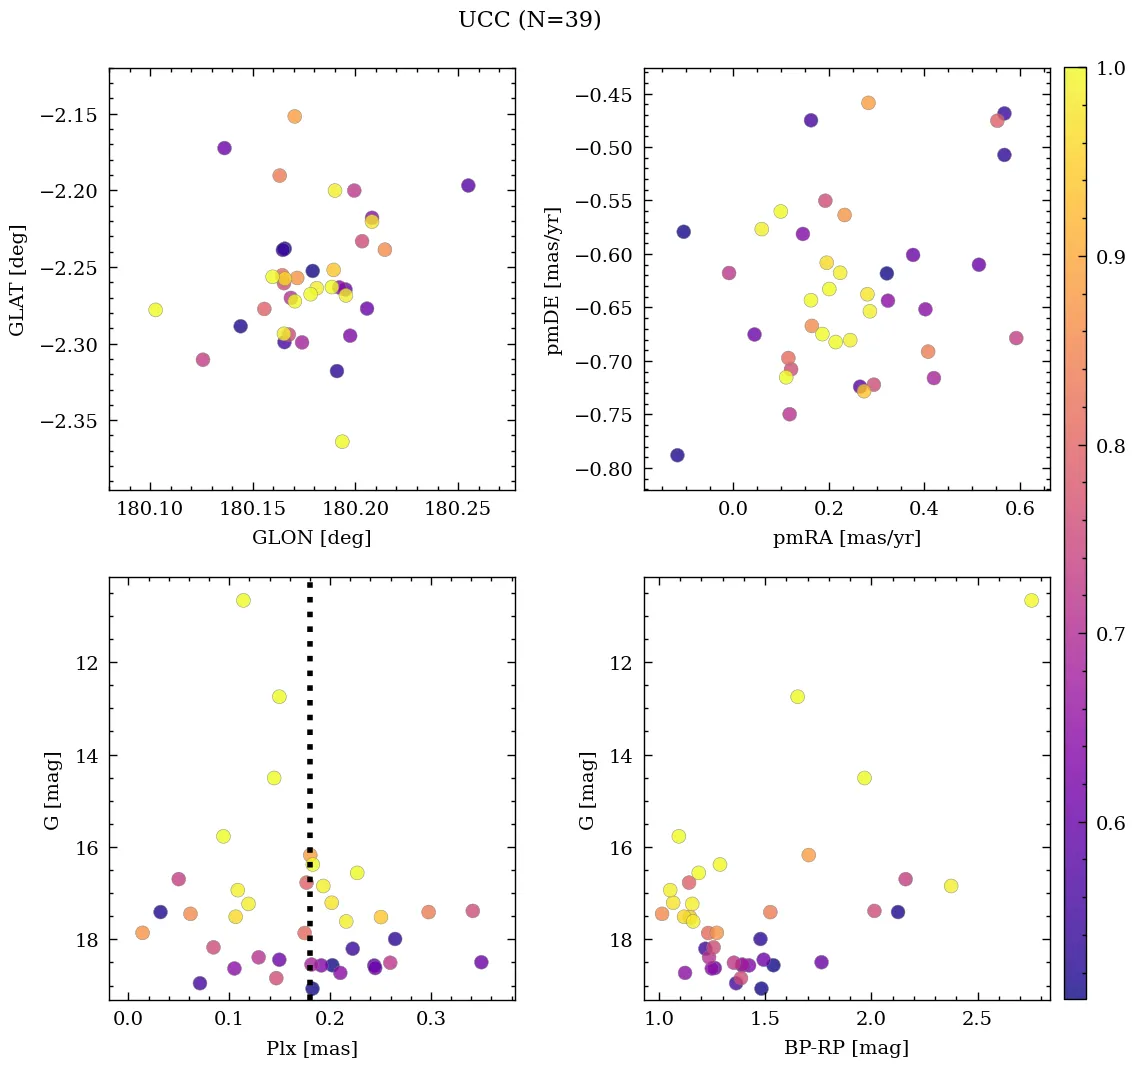 UCC (N=39)
−2.15
−2.20
−2.25
−2.30
−2.35
GLAT [deg]
180.10 180.15 180.20 180.25
GLON [deg]
−0.45
−0.50
−0.55
−0.60
−0.65
−0.70
−0.75
−0.80
pmDE [mas/yr]
0.0 0.2 0.4 0.6
pmRA [mas/yr]
1.0
0.9
0.8
0.7
0.6
12
14
16
18
G [mag]
0.0 0.1 0.2 0.3
Plx [mas]
12
14
16
18
G [mag]
1.0 1.5 2.0 2.5
BP-RP [mag]